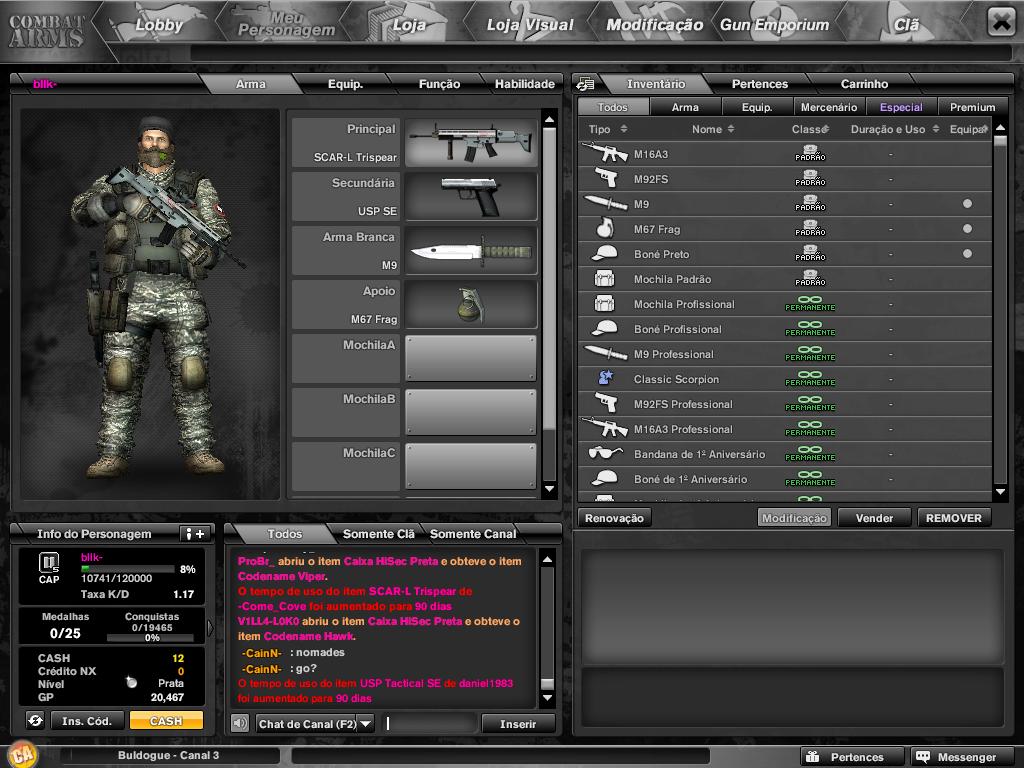 COMBAT ARMS
Lobby
Meu Personagem
Loja
Loja Visual
Modificação
Gun Emporium
Clã
bllk-
Arma
Equip.
Função
Habilidade
Principal
SCAR-L Trispear
Secundária
USP SE
Arma Branca
M9
Apoio
M67 Frag
MochilaA
MochilaB
MochilaC
Inventário
Pertences
Carrinho
Todos
Arma
Equip.
Mercenário
Especial
Premium
Tipo
Nome
Classe
Duração e Uso
Equipa
M16A3 PADRÃO -
M92FS PADRÃO -
M9 PADRÃO -
M67 Frag PADRÃO -
Boné Preto PADRÃO -
Mochila Padrão PADRÃO -
Mochila Profissional PERMANENTE -
Boné Profissional PERMANENTE -
M9 Professional PERMANENTE -
Classic Scorpion PERMANENTE -
M92FS Professional PERMANENTE -
M16A3 Professional PERMANENTE -
Bandana de 1º Aniversário PERMANENTE -
Boné de 1º Aniversário PERMANENTE -
Renovação
Modificação
Vender
REMOVER
Info do Personagem
CAP
bllk-
8%
10741/120000
Taxa K/D 1.17
Medalhas
0/25
Conquistas
0/19465
0%
CASH 12
Crédito NX 0
Nível Prata
GP 20,467
Ins. Cód.
CASH
Todos
Somente Clã
Somente Canal
ProBr_ abriu o item Caixa HiSec Preta e obteve o item
Codename Viper.
O tempo de uso do item SCAR-L Trispear de
-Come_Cove foi aumentado para 90 dias
V1LL4-L0K0 abriu o item Caixa HiSec Preta e obteve o
item Codename Hawk.
-CainN- : nomades
-CainN- : go?
O tempo de uso do item USP Tactical SE de daniel1983
foi aumentado para 90 dias
Chat de Canal (F2)
Inserir
CA
Buldogue - Canal 3
Pertences
Messenger